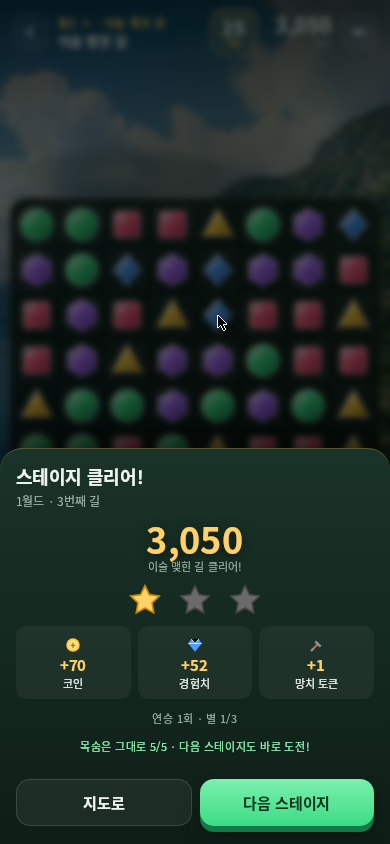 3,050
스테이지 클리어!
1월드 · 3번째 길
3,050
이슬 맺힌 길 클리어!
+70
코인
+52
경험치
+1
망치 토큰
연승 1회 · 별 1/3
목숨은 그대로 5/5 · 다음 스테이지도 바로 도전!
지도로
다음 스테이지